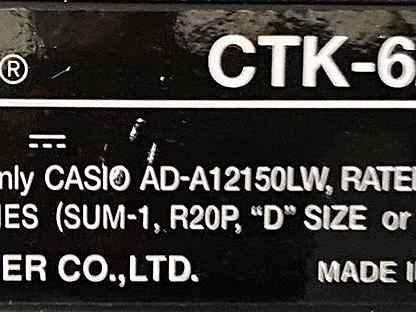 ® CTK-6
nly CASIO AD-A12150LW, RATE
IES (SUM-1, R20P, "D" SIZE or
ER CO.,LTD. MADE I